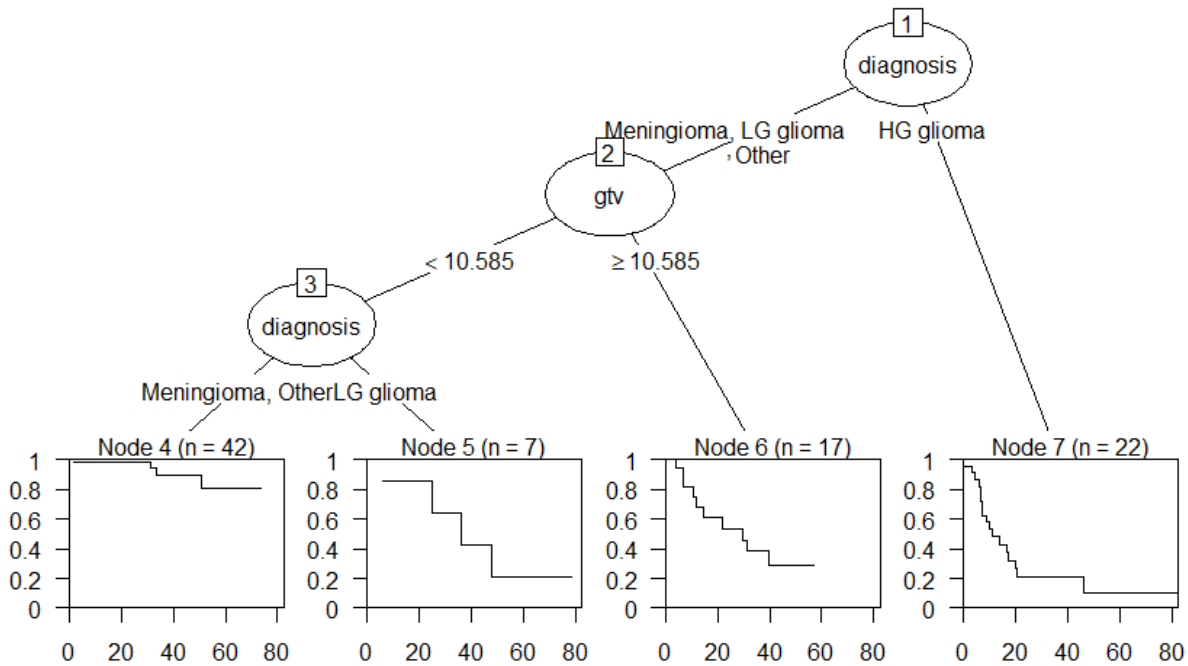 1
diagnosis
Meningioma, LG glioma
, Other
HG glioma
2
gtv
< 10.585
≥ 10.585
3
diagnosis
Meningioma, Other
LG glioma
Node 4 (n = 42)
Node 5 (n = 7)
Node 6 (n = 17)
Node 7 (n = 22)
1
0.8
0.6
0.4
0.2
0
0 20 40 60 80
1
0.8
0.6
0.4
0.2
0
0 20 40 60 80
1
0.8
0.6
0.4
0.2
0
0 20 40 60 80
1
0.8
0.6
0.4
0.2
0
0 20 40 60 80